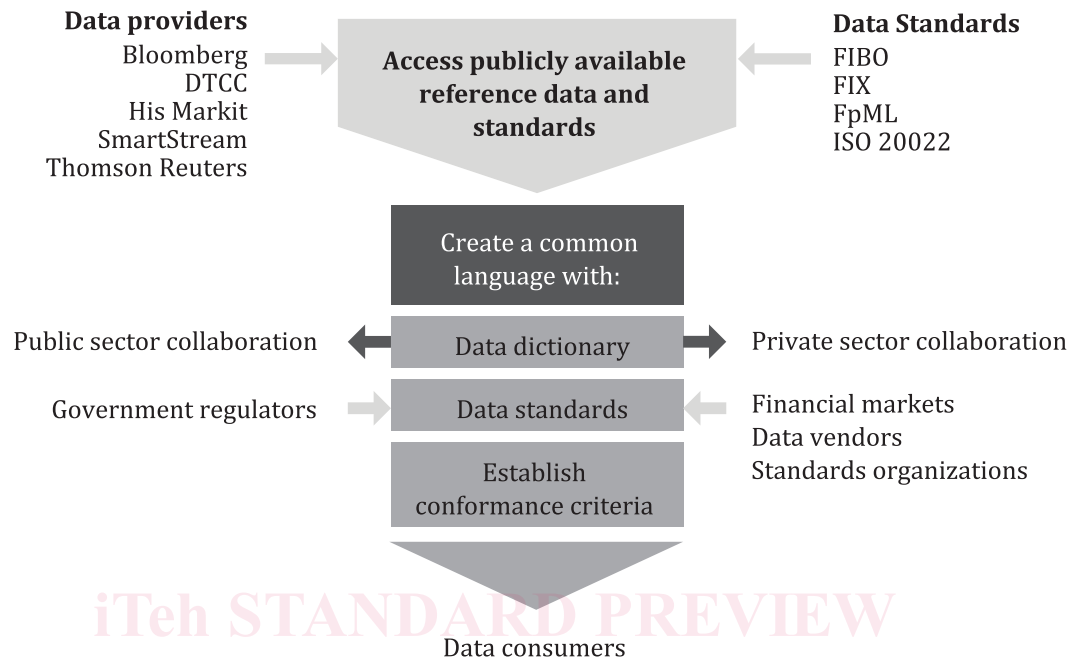 Data providers
Bloomberg
DTCC
His Markit
SmartStream
Thomson Reuters
Access publicly available
reference data and
standards
Data Standards
FIBO
FIX
FpML
ISO 20022
Create a common
language with:
Public sector collaboration
Data dictionary
Private sector collaboration
Government regulators
Data standards
Financial markets
Data vendors
Standards organizations
Establish
conformance criteria
iTeh STANDARD PREVIEW
Data consumers